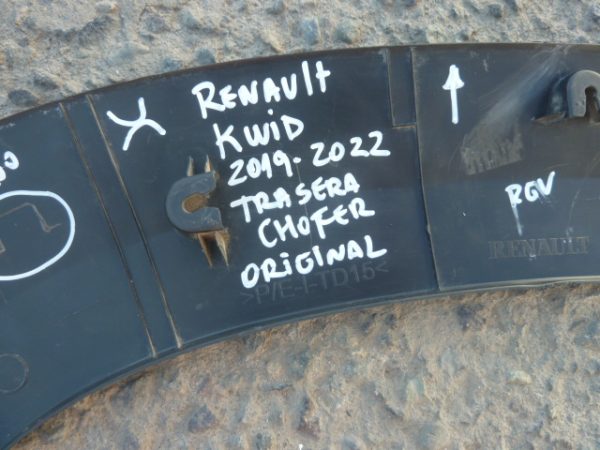 RENAULT
KWID
2019-2022
TRASERA
CHOFER
ORIGINAL
>P/E-I-TD15<
RGV
RENAULT